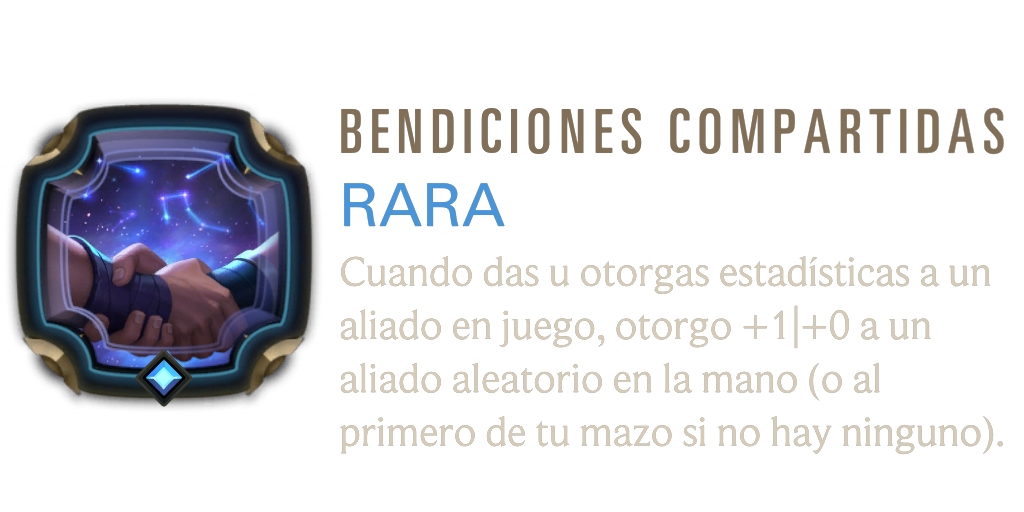 BENDICIONES COMPARTIDAS
RARA
Cuando das u otorgas estadísticas a un
aliado en juego, otorgo +1|+0 a un
aliado aleatorio en la mano (o al
primero de tu mazo si no hay ninguno).